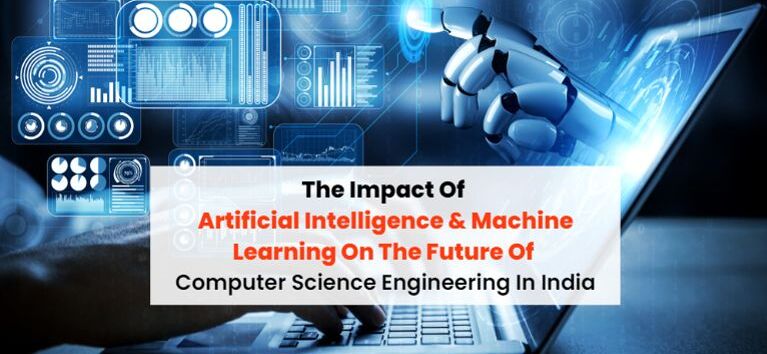 The Impact Of
Artificial Intelligence & Machine
Learning On The Future Of
Computer Science Engineering In India